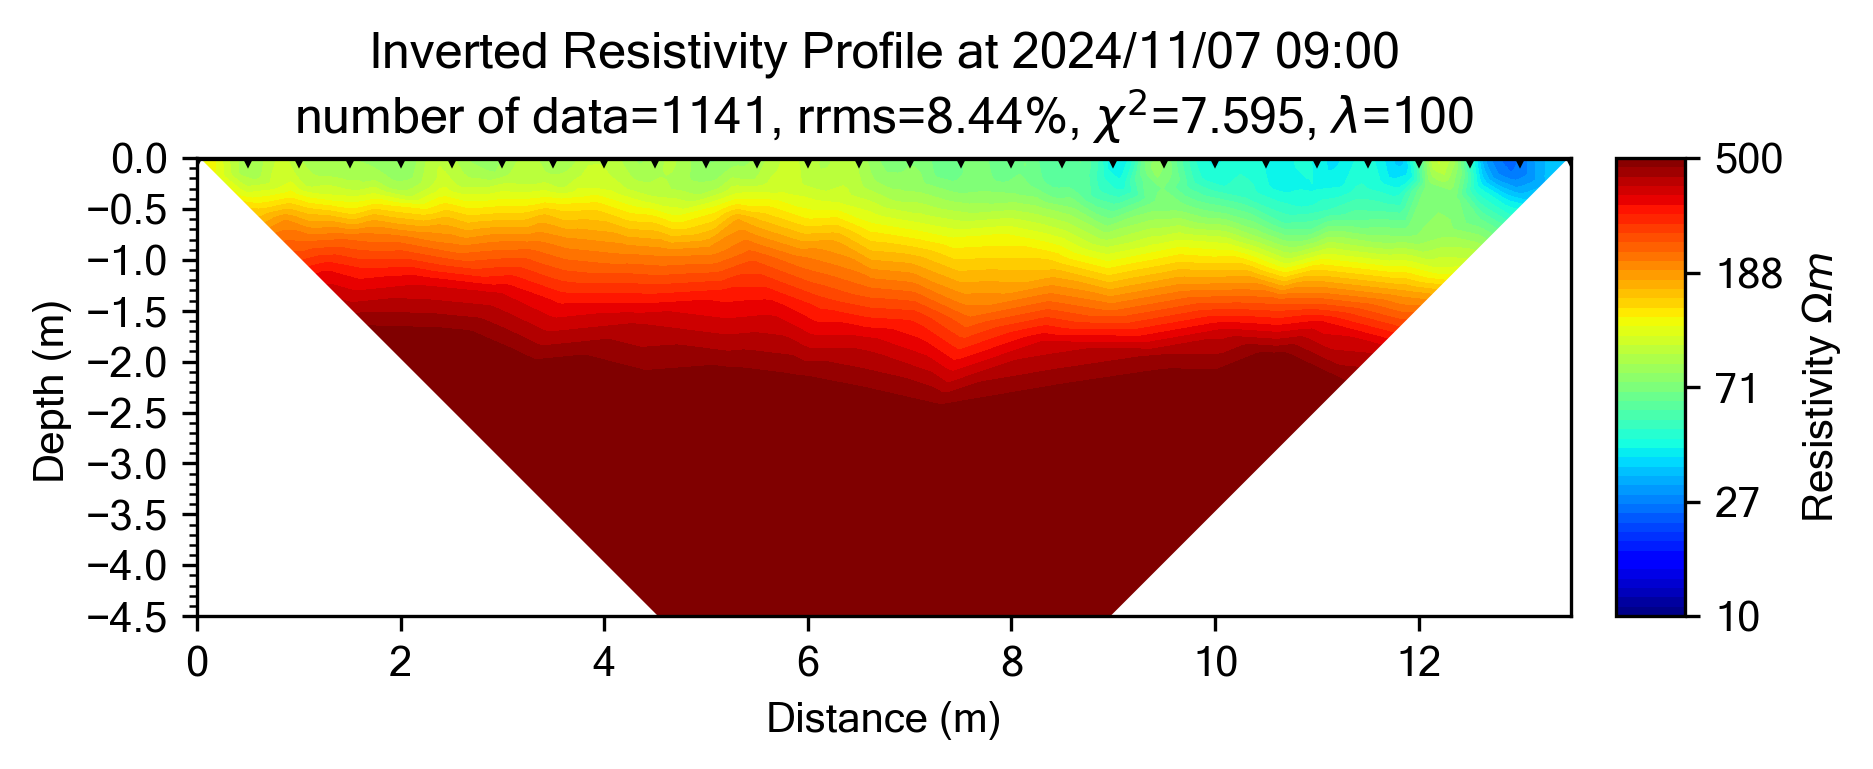 Inverted Resistivity Profile at 2024/11/07 09:00
number of data=1141, rrms=8.44%, χ²=7.595, λ=100
Depth (m)
0.0
−0.5
−1.0
−1.5
−2.0
−2.5
−3.0
−3.5
−4.0
−4.5
0 2 4 6 8 10 12
Distance (m)
500
188
71
27
10
Resistivity Ωm